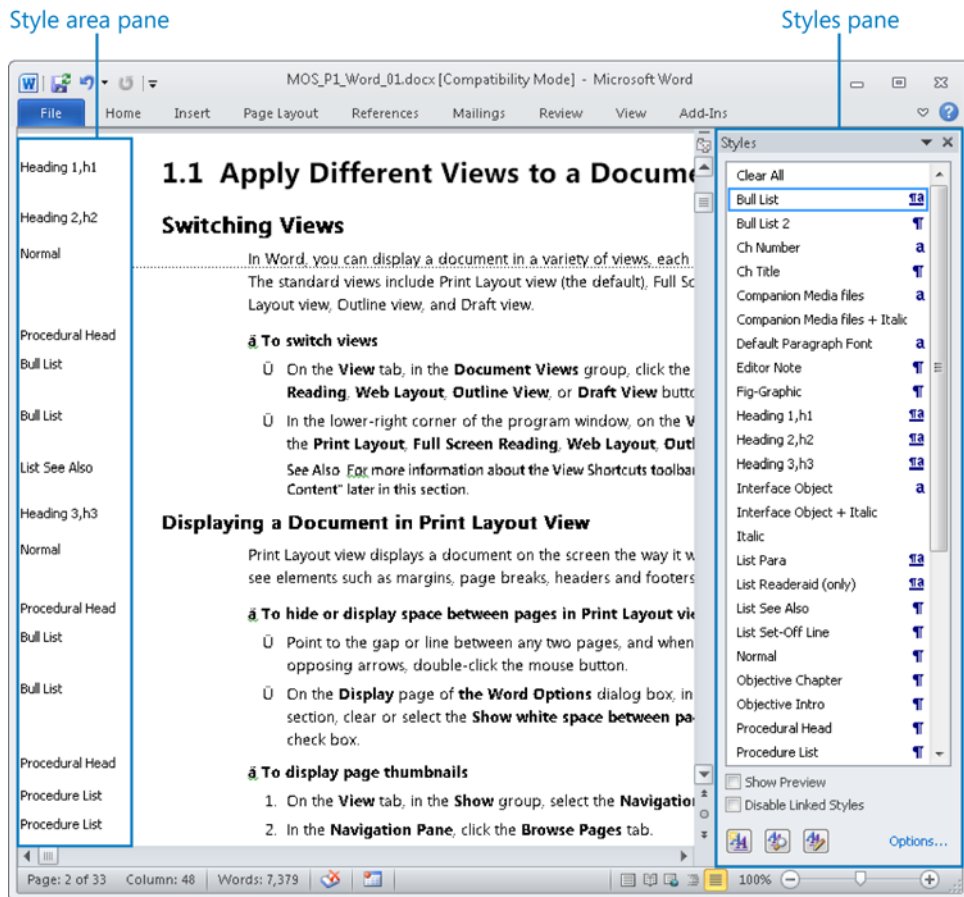 Style area pane
Styles pane
MOS_P1_Word_01.docx [Compatibility Mode] - Microsoft Word
File Home Insert Page Layout References Mailings Review View Add-Ins
Heading 1,h1
Heading 2,h2
Normal
Procedural Head
Bull List
Bull List
List See Also
Heading 3,h3
Normal
Procedural Head
Bull List
Bull List
Procedural Head
Procedure List
Procedure List
1.1 Apply Different Views to a Docume
Switching Views
In Word, you can display a document in a variety of views, each
The standard views include Print Layout view (the default), Full Sc
Layout view, Outline view, and Draft view.
ã To switch views
Ü On the View tab, in the Document Views group, click the
Reading, Web Layout, Outline View, or Draft View butto
Ü In the lower-right corner of the program window, on the V
the Print Layout, Full Screen Reading, Web Layout, Outl
See Also For more information about the View Shortcuts toolbar
Content" later in this section.
Displaying a Document in Print Layout View
Print Layout view displays a document on the screen the way it w
see elements such as margins, page breaks, headers and footers
ã To hide or display space between pages in Print Layout vie
Ü Point to the gap or line between any two pages, and when
opposing arrows, double-click the mouse button.
Ü On the Display page of the Word Options dialog box, in
section, clear or select the Show white space between pa
check box.
ã To display page thumbnails
1. On the View tab, in the Show group, select the Navigatio
2. In the Navigation Pane, click the Browse Pages tab.
Styles
Clear All
Bull List ¶a
Bull List 2 ¶
Ch Number a
Ch Title ¶
Companion Media files a
Companion Media files + Italic
Default Paragraph Font a
Editor Note ¶
Fig-Graphic ¶
Heading 1,h1 ¶a
Heading 2,h2 ¶a
Heading 3,h3 ¶a
Interface Object a
Interface Object + Italic
Italic
List Para ¶a
List Readeraid (only) ¶a
List See Also ¶
List Set-Off Line ¶
Normal ¶
Objective Chapter ¶
Objective Intro ¶
Procedural Head ¶
Procedure List ¶
Show Preview
Disable Linked Styles
Options...
Page: 2 of 33 Column: 48 Words: 7,379 100%